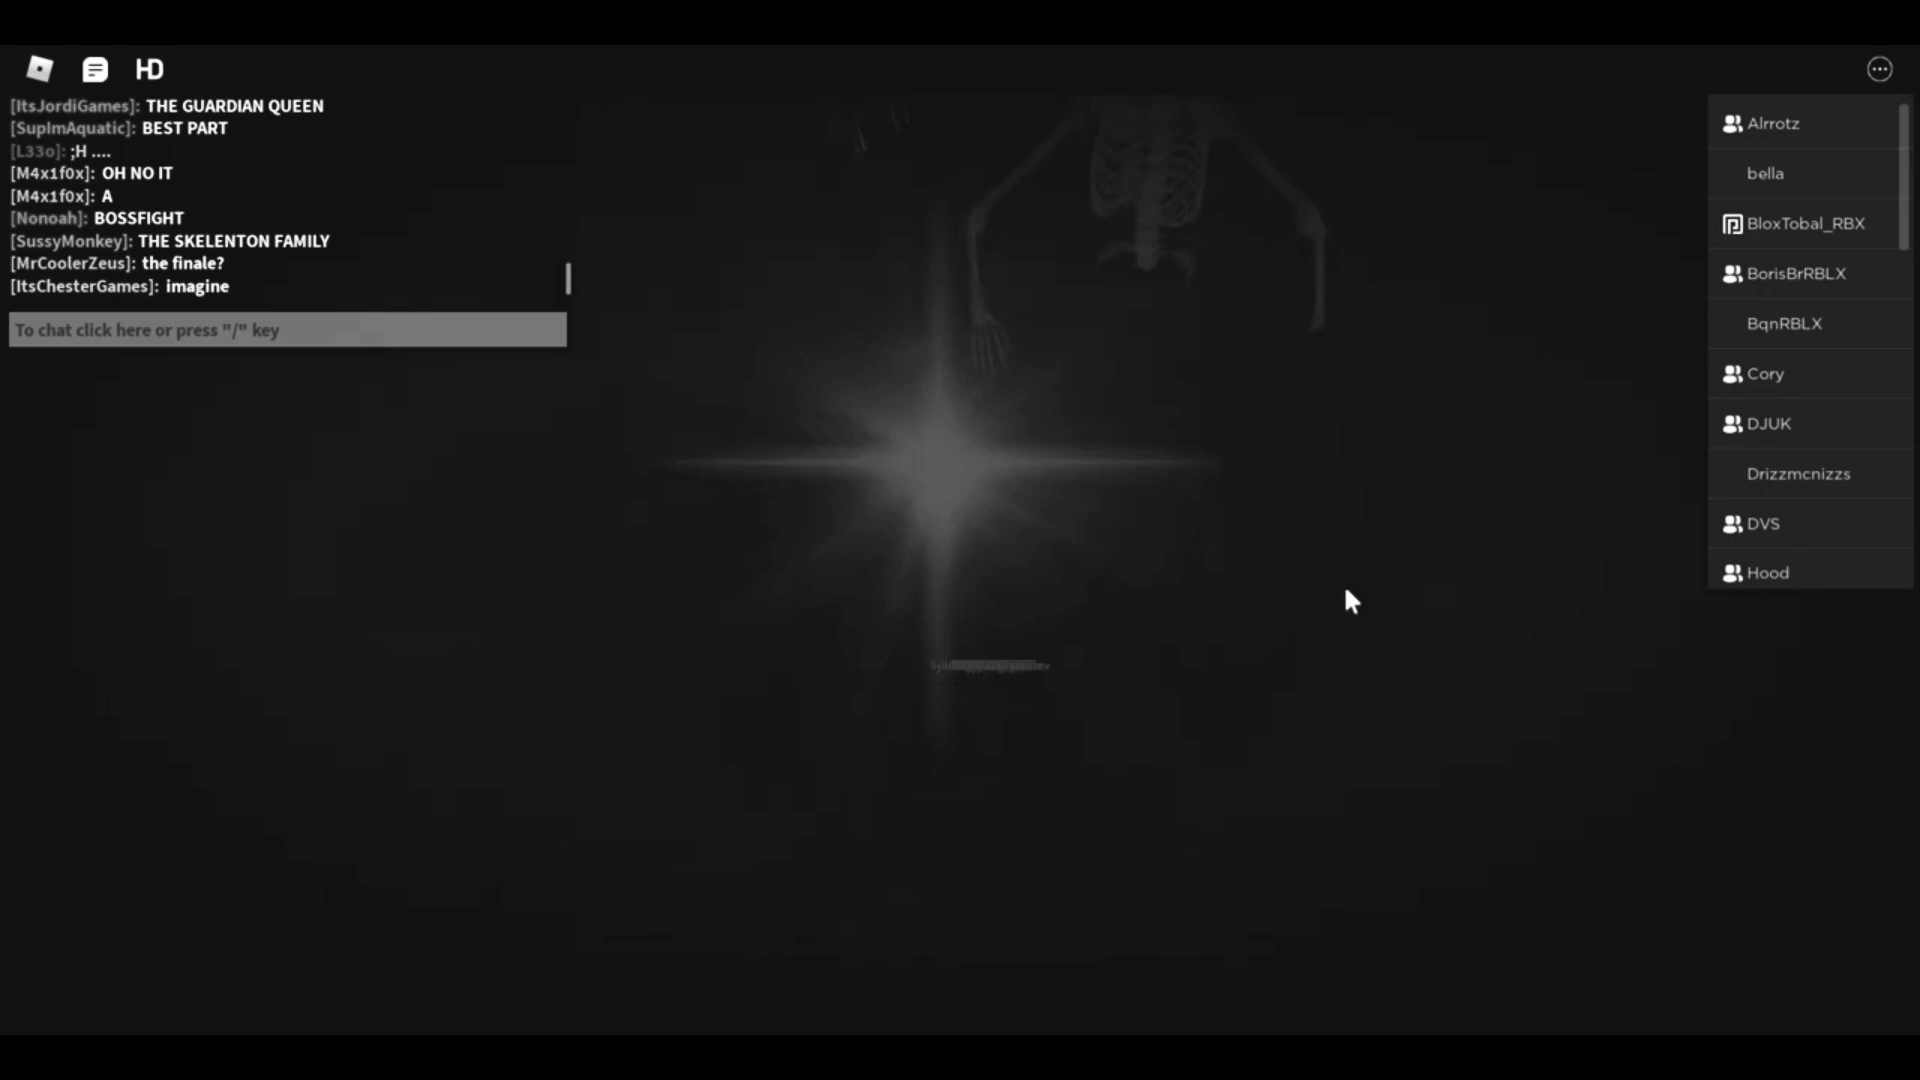 HD
[ItsJordiGames]: THE GUARDIAN QUEEN
[SupImAquatic]: BEST PART
[L33o]: ;H ....
[M4x1f0x]: OH NO IT
[M4x1f0x]: A
[Nonoah]: BOSSFIGHT
[SussyMonkey]: THE SKELENTON FAMILY
[MrCoolerZeus]: the finale?
[ItsChesterGames]: imagine
To chat click here or press "/" key
Alrrotz
bella
BloxTobal_RBX
BorisBrRBLX
BqnRBLX
Cory
DJUK
Drizzmcnizzs
DVS
Hood